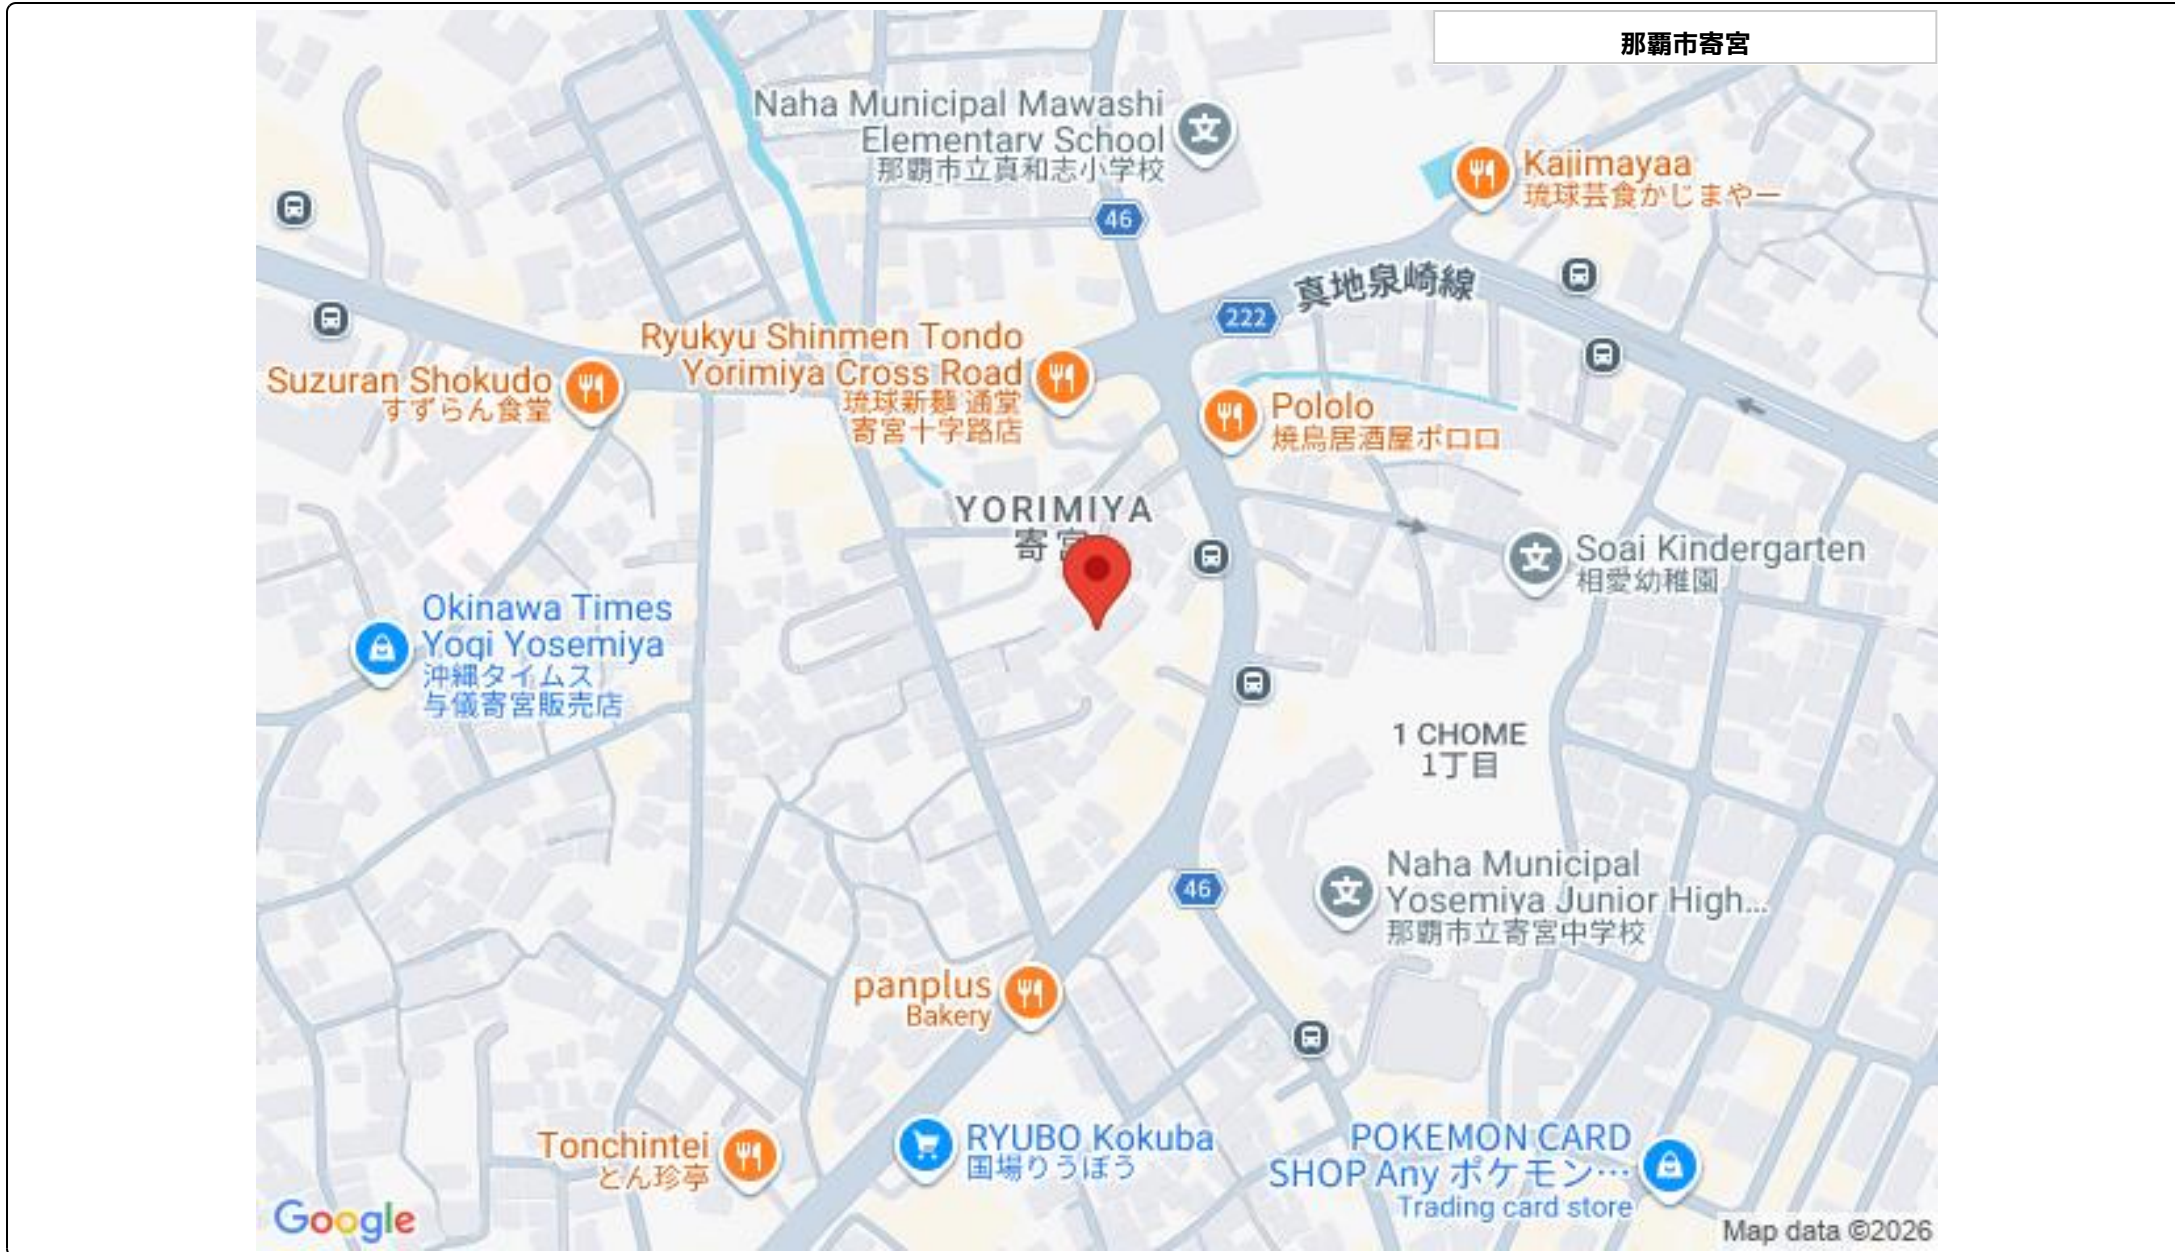 那覇市寄宮
Naha Municipal Mawashi
Elementary School
那覇市立真和志小学校
Kajimayaa
琉球芸食かじまやー
46
真地泉崎線
222
Ryukyu Shinmen Tondo
Yorimiya Cross Road
琉球新麺 通堂
寄宮十字路店
Suzuran Shokudo
すずらん食堂
Pololo
焼鳥居酒屋ポロロ
YORIMIYA
寄宮
Soai Kindergarten
相愛幼稚園
Okinawa Times
Yogi Yosemiya
沖縄タイムス
与儀寄宮販売店
1 CHOME
1丁目
Naha Municipal
Yosemiya Junior High...
那覇市立寄宮中学校
46
panplus
Bakery
Tonchintei
とん珍亭
RYUBO Kokuba
国場りうぼう
POKEMON CARD
SHOP Any ポケモン…
Trading card store
Google
Map data ©2026